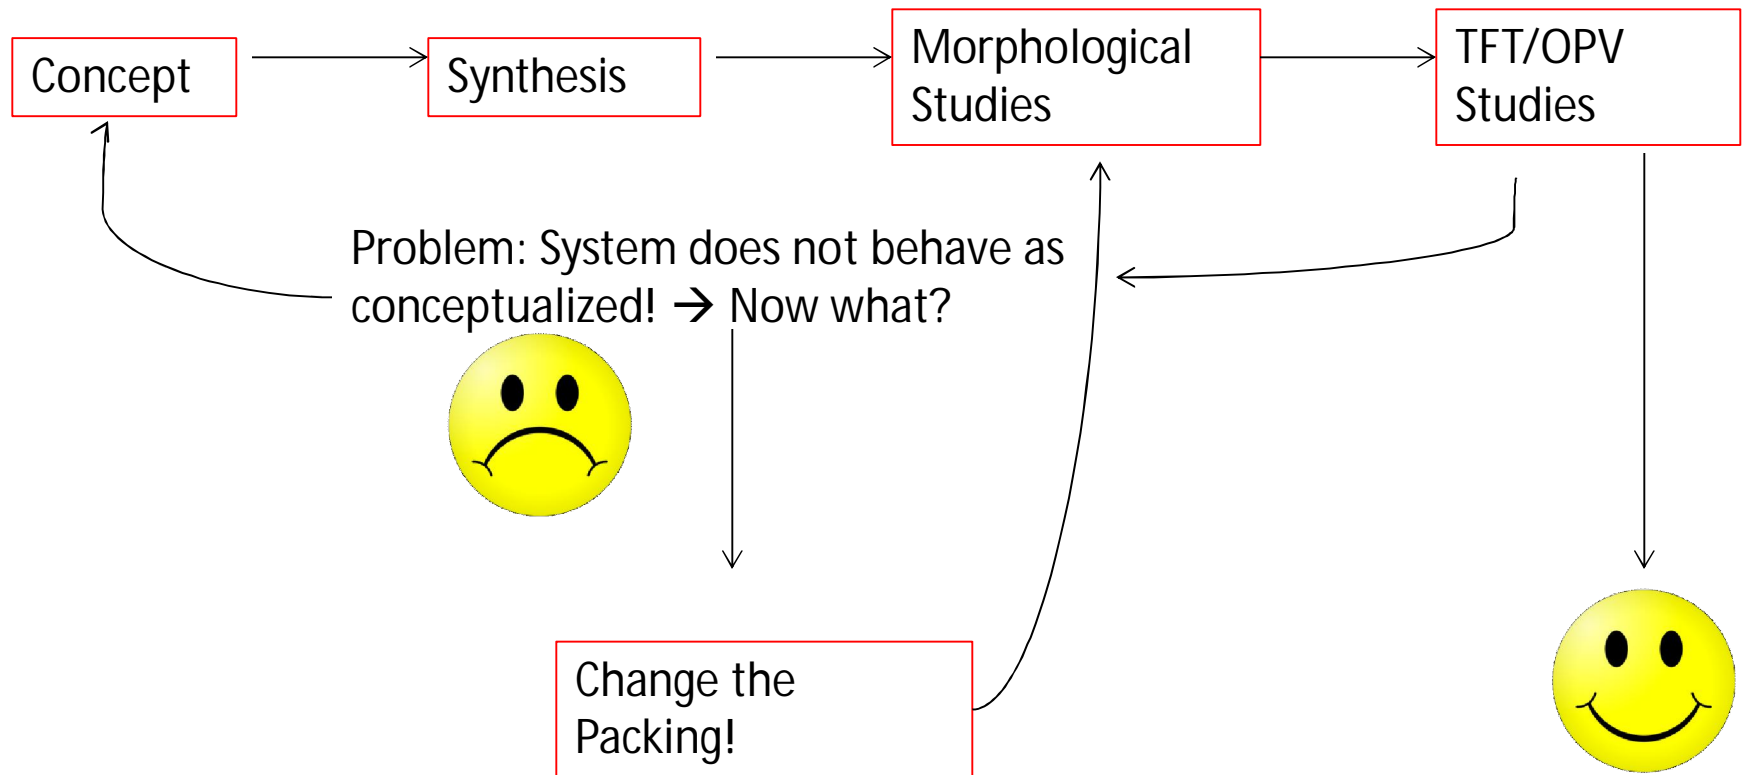 Concept
Synthesis
Morphological
Studies
TFT/OPV
Studies
Problem: System does not behave as
conceptualized! → Now what?
Change the
Packing!